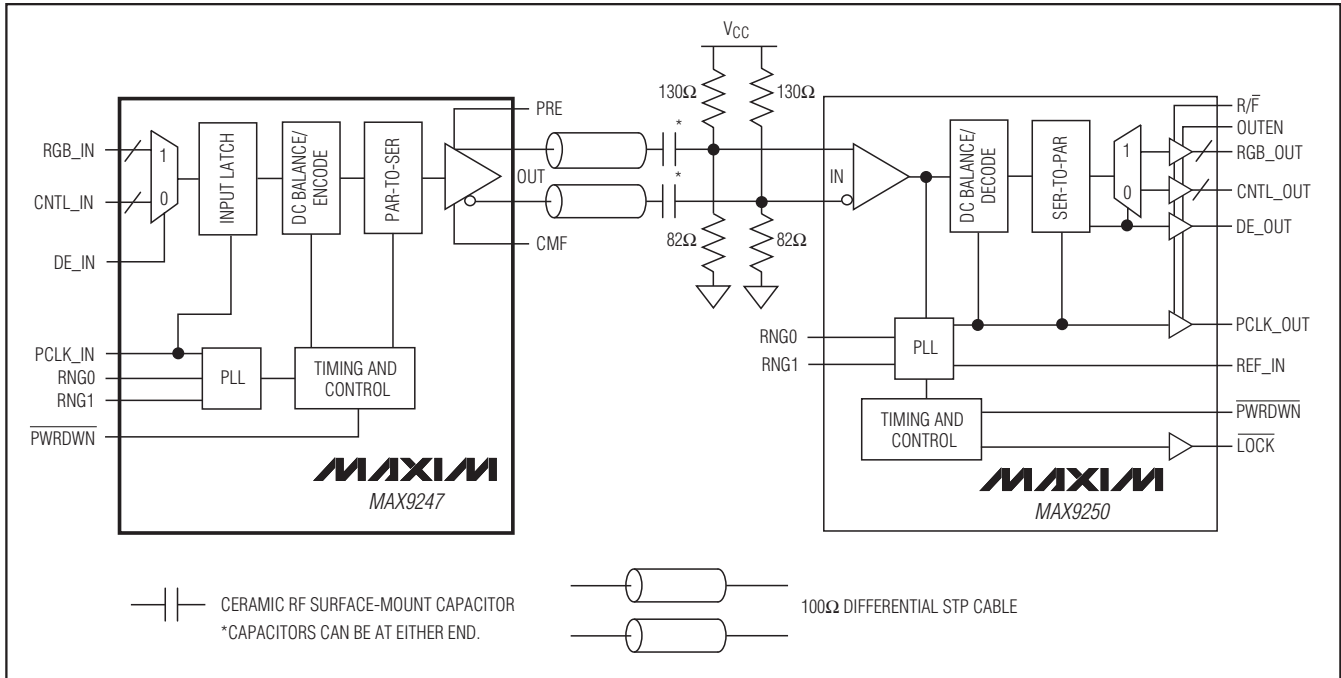 VCC
130Ω
130Ω
*
*
82Ω
82Ω
RGB_IN
CNTL_IN
DE_IN
PCLK_IN
RNG0
RNG1
PWRDWN
1
0
INPUT LATCH
DC BALANCE/
ENCODE
PAR-TO-SER
PLL
TIMING AND
CONTROL
PRE
OUT
CMF
MAXIM
MAX9247
IN
RNG0
RNG1
PLL
TIMING AND
CONTROL
DC BALANCE/
DECODE
SER-TO-PAR
1
0
R/F
OUTEN
RGB_OUT
CNTL_OUT
DE_OUT
PCLK_OUT
REF_IN
PWRDWN
LOCK
MAXIM
MAX9250
CERAMIC RF SURFACE-MOUNT CAPACITOR
*CAPACITORS CAN BE AT EITHER END.
100Ω DIFFERENTIAL STP CABLE